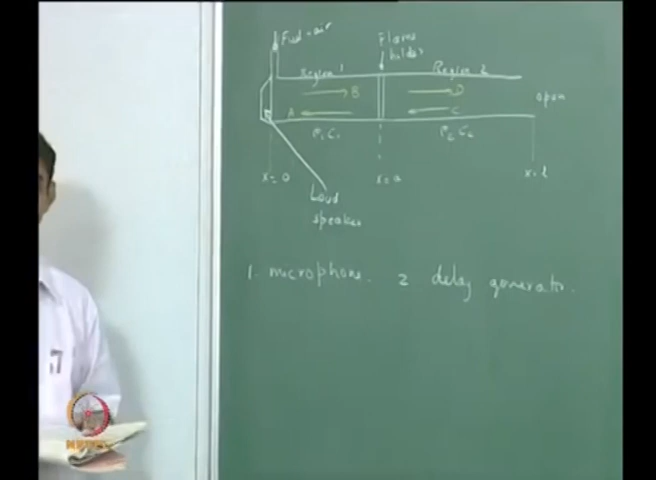 Fuel-air
Flame
holder
Region 1
Region 2
B
D
A
C
open
ρ₁ C₁
ρ₂ C₂
x=0
x=a
x=l
Loud
speaker
1. microphone. 2 delay generator.